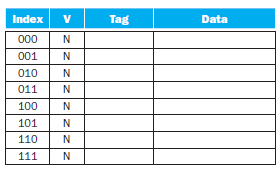 Index V Tag Data
000 N
001 N
010 N
011 N
100 N
101 N
110 N
111 N